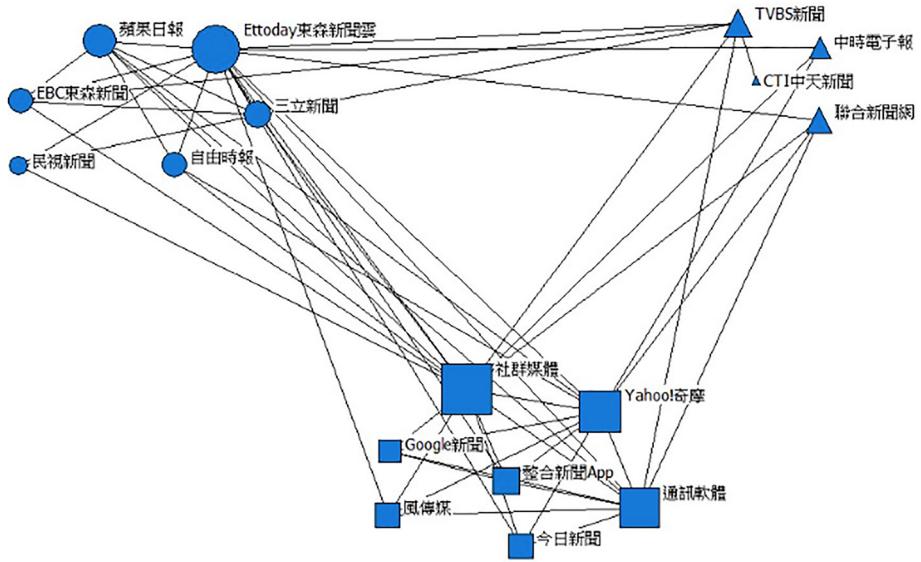 蘋果日報
Ettoday東森新聞雲
TVBS新聞
中時電子報
EBC東森新聞
三立新聞
CTI中天新聞
聯合新聞網
民視新聞
自由時報
社群媒體
Yahoo!奇摩
Google新聞
整合新聞App
風傳媒
通訊軟體
今日新聞